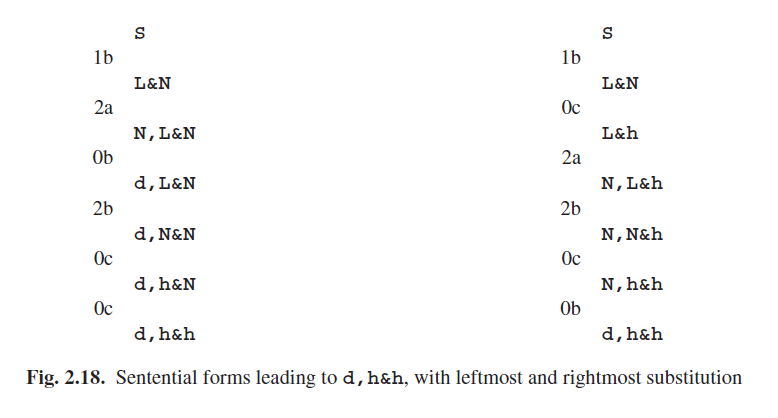 S
1b
L&N
2a
N,L&N
0b
d,L&N
2b
d,N&N
0c
d,h&N
0c
d,h&h
S
1b
L&N
0c
L&h
2a
N,L&h
2b
N,N&h
0c
N,h&h
0b
d,h&h
Fig. 2.18. Sentential forms leading to d,h&h, with leftmost and rightmost substitution